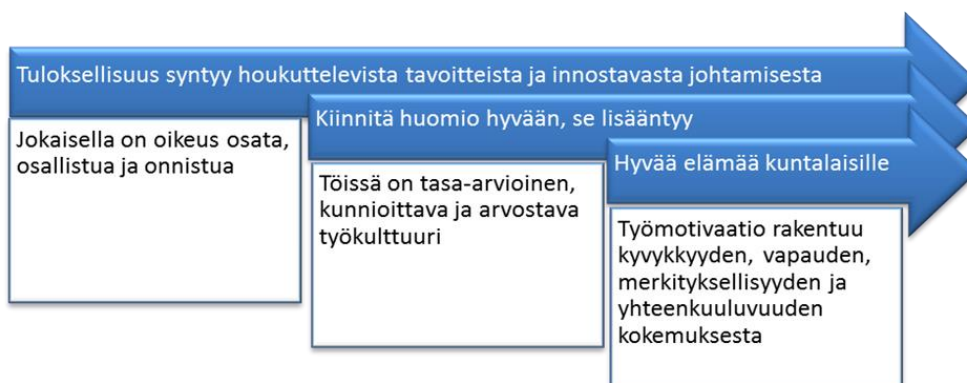 Tuloksellisuus syntyy houkuttelevista tavoitteista ja innostavasta johtamisesta
Jokaisella on oikeus osata,
osallistua ja onnistua
Kiinnitä huomio hyvään, se lisääntyy
Töissä on tasa-arvioinen,
kunnioittava ja arvostava
työkulttuuri
Hyvää elämää kuntalaisille
Työmotivaatio rakentuu
kyvykkyyden, vapauden,
merkityksellisyyden ja
yhteenkuuluvuuden
kokemuksesta